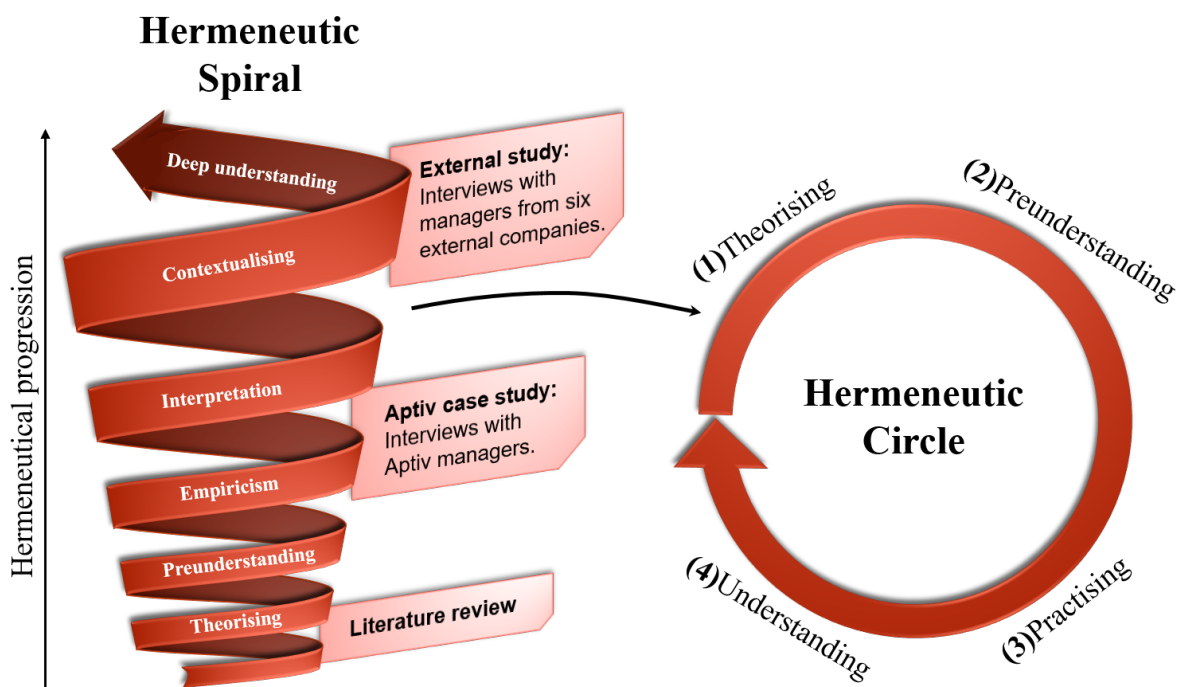 Hermeneutic
Spiral
Hermeneutical progression
Deep understanding
External study:
Interviews with
managers from six
external companies.
Contextualising
Interpretation
Aptiv case study:
Interviews with
Aptiv managers.
Empiricism
Preunderstanding
Theorising
Literature review
(1)Theorising
(2)Preunderstanding
Hermeneutic
Circle
(3)Practising
(4)Understanding